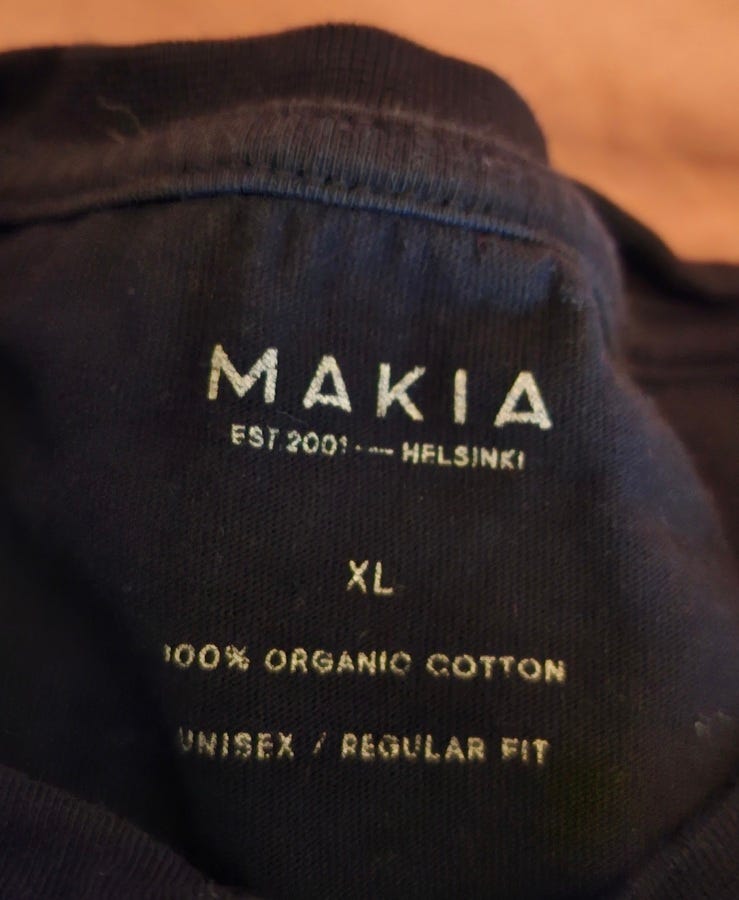 MAKIA
EST.2001 -— HELSINKI
XL
100% ORGANIC COTTON
UNISEX / REGULAR FIT